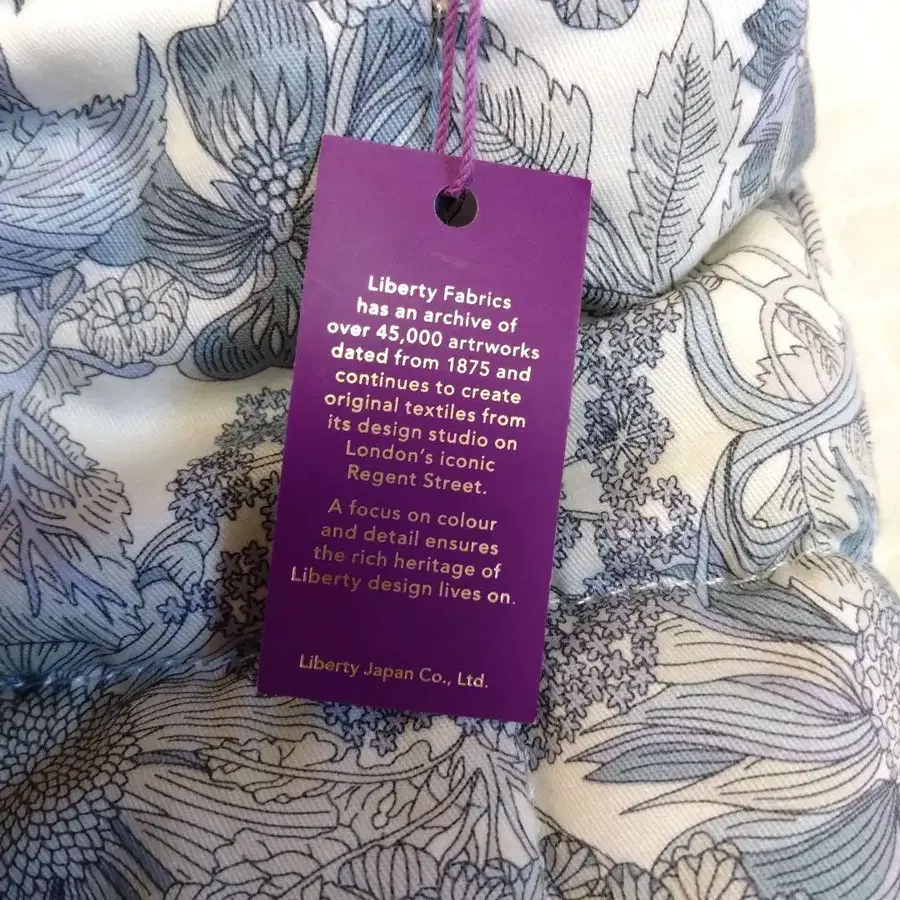 Liberty Fabrics
has an archive of
over 45,000 artrworks
dated from 1875 and
continues to create
original textiles from
its design studio on
London's iconic
Regent Street.
A focus on colour
and detail ensures
the rich heritage of
Liberty design lives on.
Liberty Japan Co., Ltd.